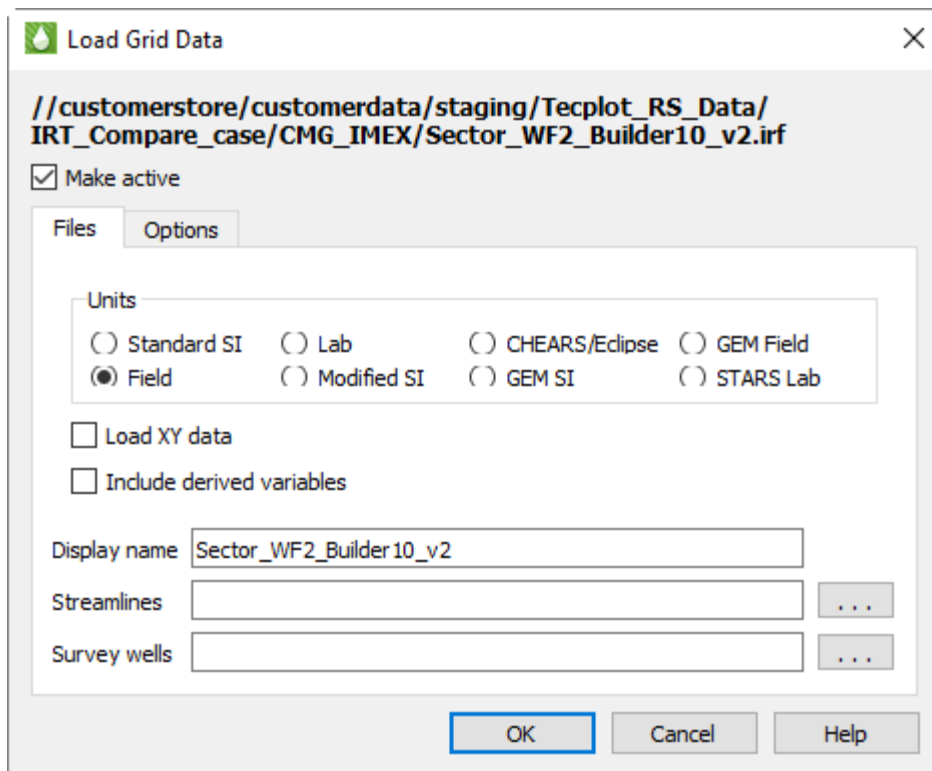 Load Grid Data
//customerstore/customerdata/staging/Tecplot_RS_Data/
IRT_Compare_case/CMG_IMEX/Sector_WF2_Builder10_v2.irf
Make active
Files Options
Units
Standard SI Lab CHEARS/Eclipse GEM Field
Field Modified SI GEM SI STARS Lab
Load XY data
Include derived variables
Display name Sector_WF2_Builder10_v2
Streamlines ...
Survey wells ...
OK Cancel Help